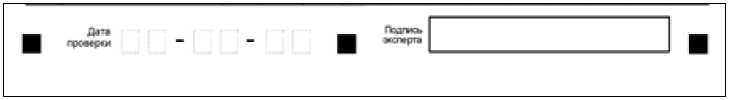 Дата
проверки - -
Подпись
эксперта